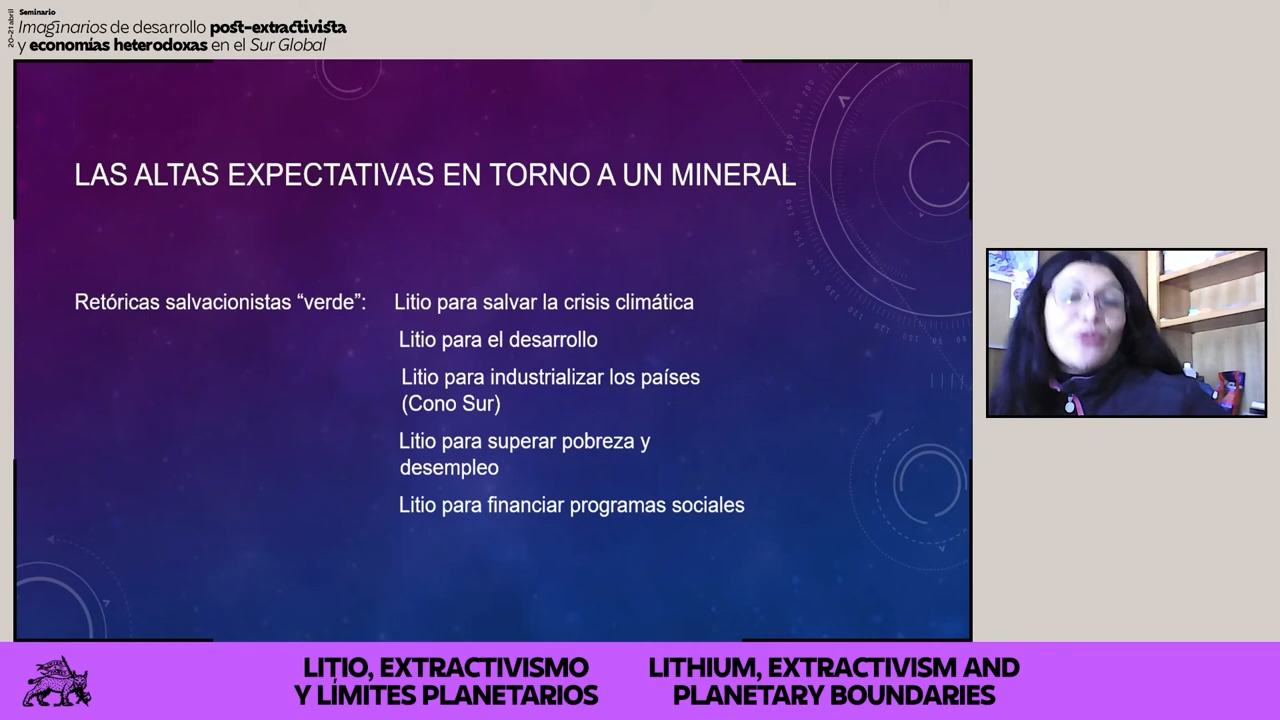 20-21 abril
Seminario
Imaginarios de desarrollo post-extractivista
y economías heterodoxas en el Sur Global
LAS ALTAS EXPECTATIVAS EN TORNO A UN MINERAL
Retóricas salvacionistas “verde”: Litio para salvar la crisis climática
Litio para el desarrollo
Litio para industrializar los países
(Cono Sur)
Litio para superar pobreza y
desempleo
Litio para financiar programas sociales
LITIO, EXTRACTIVISMO
Y LÍMITES PLANETARIOS
LITHIUM, EXTRACTIVISM AND
PLANETARY BOUNDARIES